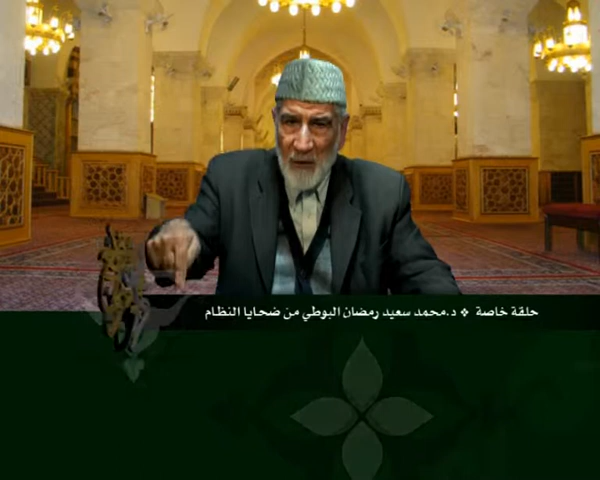 حلقة خاصة ❖ د.محمد سعيد رمضان البوطي من ضحايا النظام